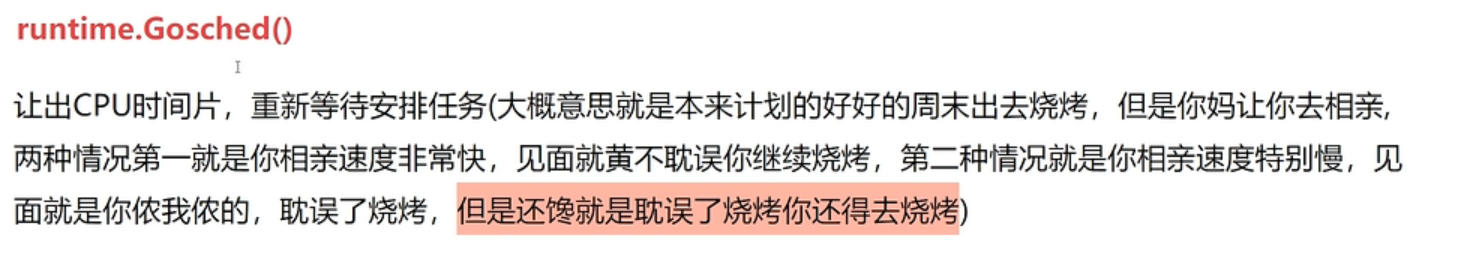 runtime.Gosched()
让出CPU时间片，重新等待安排任务(大概意思就是本来计划的好好的周末出去烧烤，但是你妈让你去相亲,
两种情况第一就是你相亲速度非常快，见面就黄不耽误你继续烧烤，第二种情况就是你相亲速度特别慢，见
面就是你侬我侬的，耽误了烧烤，但是还馋就是耽误了烧烤你还得去烧烤)